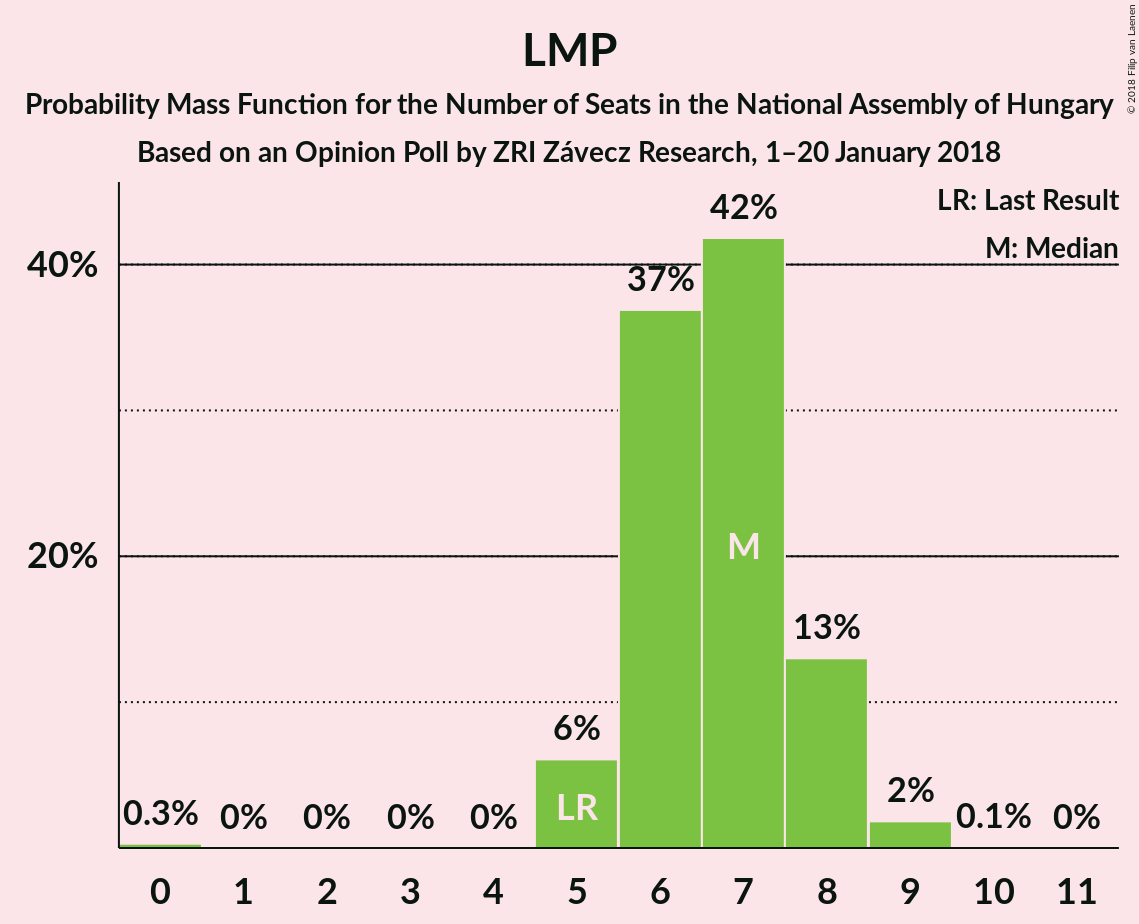 LMP
Probability Mass Function for the Number of Seats in the National Assembly of Hungary
Based on an Opinion Poll by ZRI Závecz Research, 1–20 January 2018
© 2018 Filip van Laenen
LR: Last Result
M: Median
40%
20%
0.3%
0%
0%
0%
0%
6%
37%
42%
13%
2%
0.1%
0%
LR
M
0 1 2 3 4 5 6 7 8 9 10 11